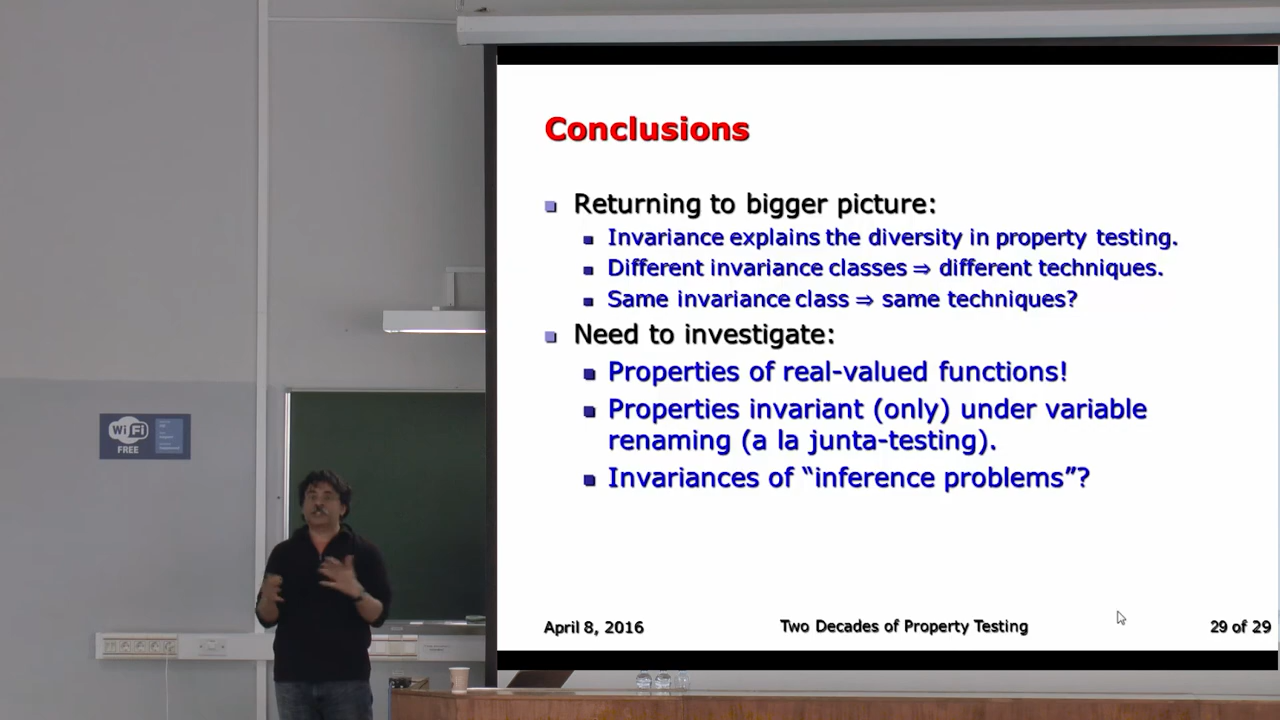 Conclusions
Returning to bigger picture:
Invariance explains the diversity in property testing.
Different invariance classes ⇒ different techniques.
Same invariance class ⇒ same techniques?
Need to investigate:
Properties of real-valued functions!
Properties invariant (only) under variable
renaming (a la junta-testing).
Invariances of “inference problems”?
April 8, 2016
Two Decades of Property Testing
29 of 29
WiFi
FREE